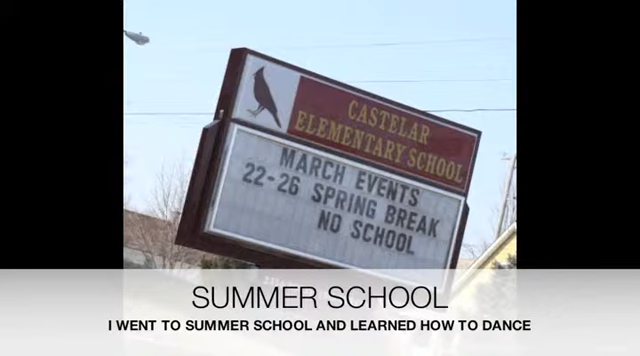 CASTELAR
ELEMENTARY SCHOOL
MARCH EVENTS
22-26 SPRING BREAK
NO SCHOOL
SUMMER SCHOOL
I WENT TO SUMMER SCHOOL AND LEARNED HOW TO DANCE